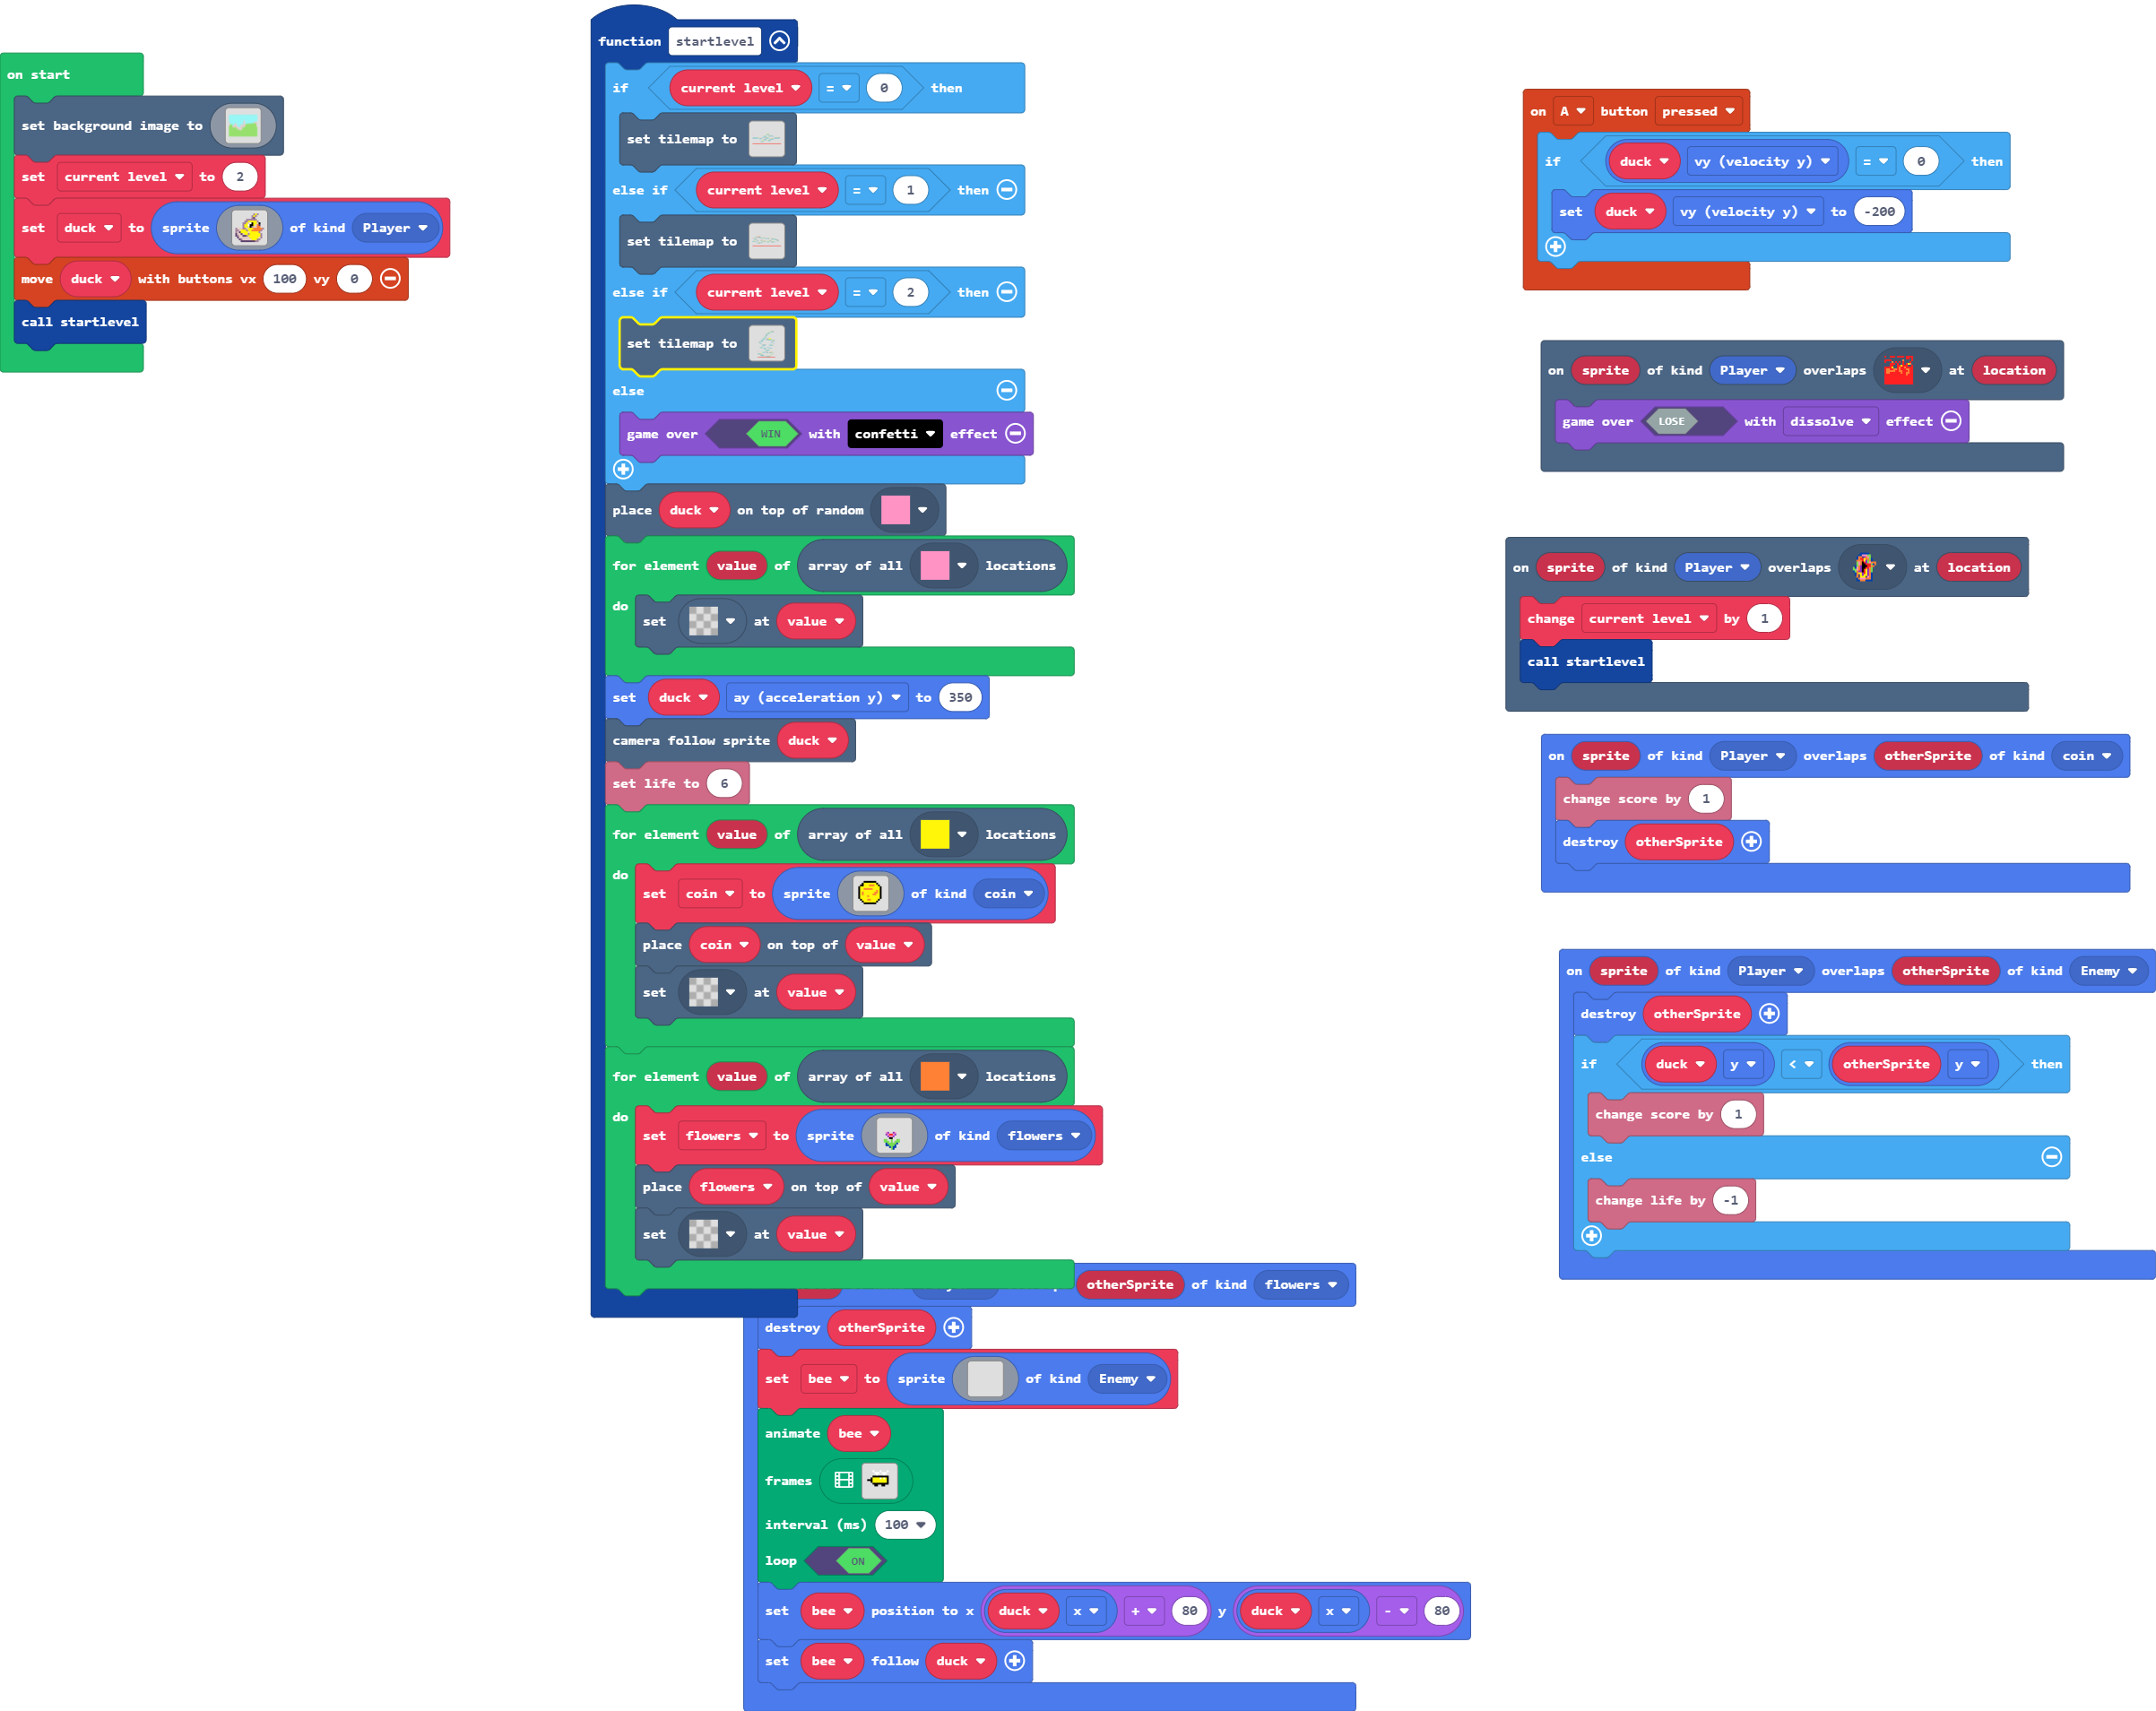 on start
set background image to
set current level to 2
set duck to sprite of kind Player
move duck with buttons vx 100 vy 0
call startlevel
function startlevel
if current level = 0 then
set tilemap to
else if current level = 1 then
set tilemap to
else if current level = 2 then
set tilemap to
else
game over WIN with confetti effect
place duck on top of random
for element value of array of all locations
do set at value
set duck ay (acceleration y) to 350
camera follow sprite duck
set life to 6
for element value of array of all locations
do set coin to sprite of kind coin
place coin on top of value
set at value
for element value of array of all locations
do set flowers to sprite of kind flowers
place flowers on top of value
set at value
otherSprite of kind flowers
destroy otherSprite
set bee to sprite of kind Enemy
animate bee
frames
interval (ms) 100
loop ON
set bee position to x duck x + 80 y duck x - 80
set bee follow duck
on A button pressed
if duck vy (velocity y) = 0 then
set duck vy (velocity y) to -200
on sprite of kind Player overlaps at location
game over LOSE with dissolve effect
on sprite of kind Player overlaps at location
change current level by 1
call startlevel
on sprite of kind Player overlaps otherSprite of kind coin
change score by 1
destroy otherSprite
on sprite of kind Player overlaps otherSprite of kind Enemy
destroy otherSprite
if duck y < otherSprite y then
change score by 1
else
change life by -1